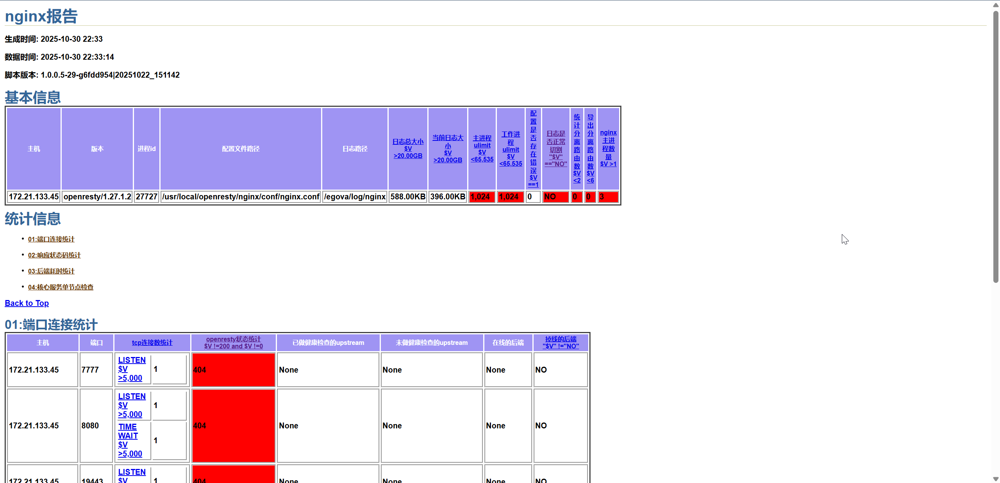 nginx报告
生成时间: 2025-10-30 22:33
数据时间: 2025-10-30 22:33:14
脚本版本: 1.0.0.5-29-g6fdd954|20251022_151142
基本信息
主机
版本
进程id
配置文件路径
日志路径
日志总大小
$V
>20.00GB
当前日志大
小
$V
>20.00GB
主进程
ulimit
$V
<65,535
工作进
程
ulimit
$V
<65,535
配
置
是
否
存
在
错
误
$V
==1
日志是
否正常
切割
"$V"
=="NO"
统
计
分
离
路
由
数
$V
<2
导
出
分
离
路
由
数
$V
<6
nginx
主进
程数
量
$V >1
172.21.133.45 openresty/1.27.1.2 27727 /usr/local/openresty/nginx/conf/nginx.conf /egova/log/nginx 588.00KB 396.00KB 1,024 1,024 0 NO 0 0 3
统计信息
• 01:端口连接统计
• 02:响应状态码统计
• 03:后端耗时统计
• 04:核心服务单节点检查
Back to Top
01:端口连接统计
主机
端口
tcp连接数统计
openresty状态统计
$V !=200 and $V !=0
已做健康检查的upstream
未做健康检查的upstream
在线的后端
掉线的后端
"$V" !="NO"
172.21.133.45
7777
LISTEN
$V
>5,000
1
404
None
None
None
NO
172.21.133.45
8080
LISTEN
$V
>5,000
1
TIME
WAIT
$V
>5,000
1
404
None
None
None
NO
172.21.133.45
19443
LISTEN
$V
1
404
None
None
None
NO